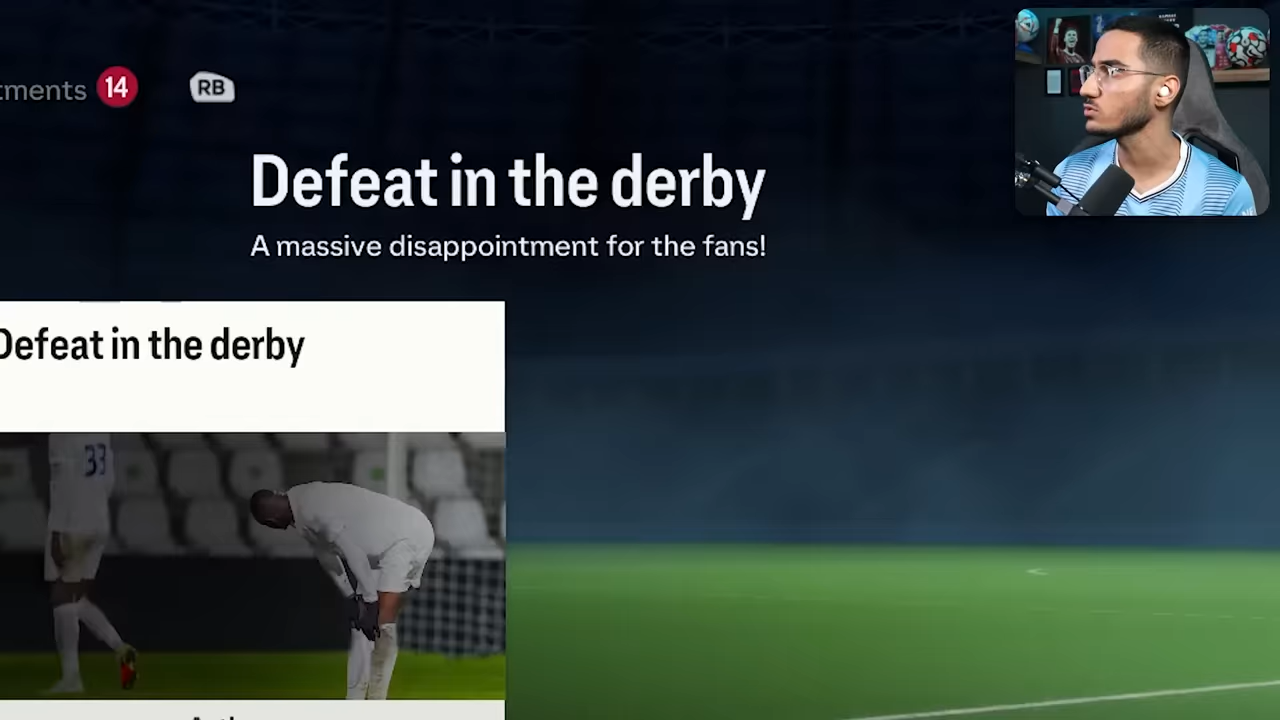 tments 14 RB
Defeat in the derby
A massive disappointment for the fans!
Defeat in the derby
33